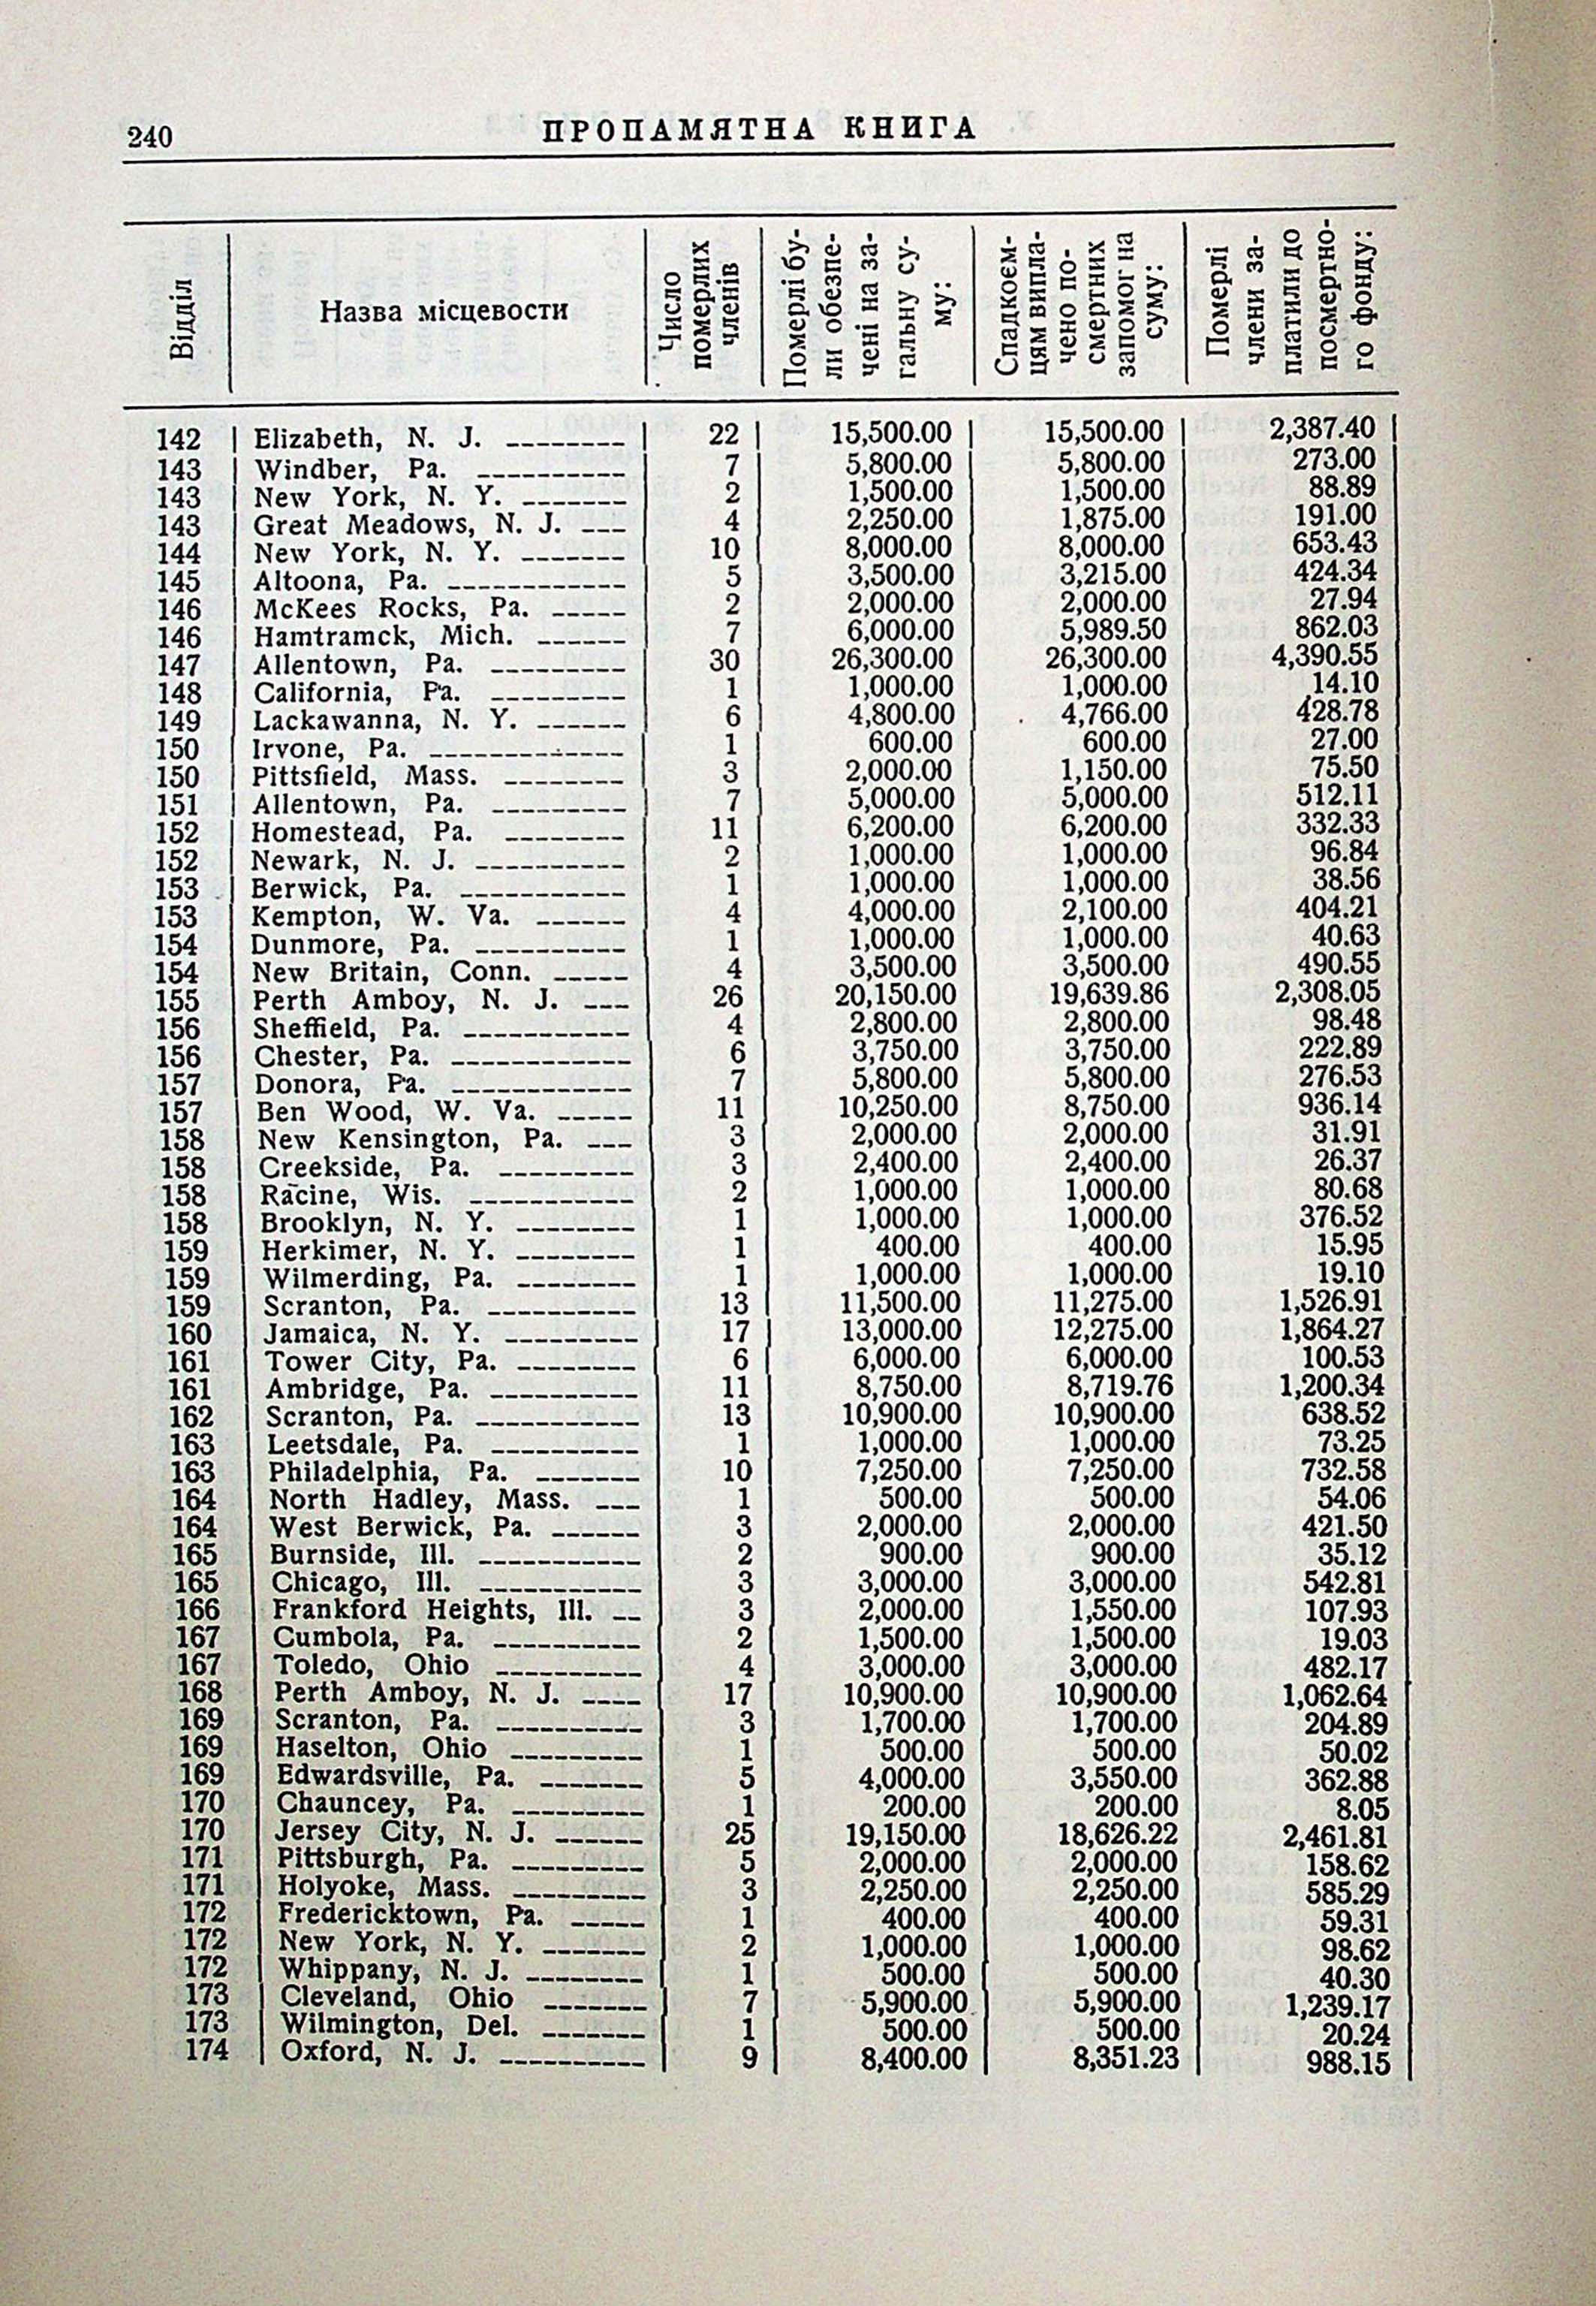 240
ПРОПАМЯТНА КНИГА
Відділ
Назва місцевости
Число
померлих
членів
Померлі бу-
ли обезпе-
чені на за-
гальну су-
му:
Спадкоєм-
цям випла-
чено по-
смертних
запомог на
суму:
Померлі
члени за-
платили до
посмертно-
го фонду:
142 Elizabeth, N. J. 22 15,500.00 15,500.00 2,387.40
143 Windber, Pa. 7 5,800.00 5,800.00 273.00
143 New York, N. Y. 2 1,500.00 1,500.00 88.89
143 Great Meadows, N. J. 4 2,250.00 1,875.00 191.00
144 New York, N. Y. 10 8,000.00 8,000.00 653.43
145 Altoona, Pa. 5 3,500.00 3,215.00 424.34
146 McKees Rocks, Pa. 2 2,000.00 2,000.00 27.94
146 Hamtramck, Mich. 7 6,000.00 5,989.50 862.03
147 Allentown, Pa. 30 26,300.00 26,300.00 4,390.55
148 California, Pa. 1 1,000.00 1,000.00 14.10
149 Lackawanna, N. Y. 6 4,800.00 4,766.00 428.78
150 Irvone, Pa. 1 600.00 600.00 27.00
150 Pittsfield, Mass. 3 2,000.00 1,150.00 75.50
151 Allentown, Pa. 7 5,000.00 5,000.00 512.11
152 Homestead, Pa. 11 6,200.00 6,200.00 332.33
152 Newark, N. J. 2 1,000.00 1,000.00 96.84
153 Berwick, Pa. 1 1,000.00 1,000.00 38.56
153 Kempton, W. Va. 4 4,000.00 2,100.00 404.21
154 Dunmore, Pa. 1 1,000.00 1,000.00 40.63
154 New Britain, Conn. 4 3,500.00 3,500.00 490.55
155 Perth Amboy, N. J. 26 20,150.00 19,639.86 2,308.05
156 Sheffield, Pa. 4 2,800.00 2,800.00 98.48
156 Chester, Pa. 6 3,750.00 3,750.00 222.89
157 Donora, Pa. 7 5,800.00 5,800.00 276.53
157 Ben Wood, W. Va. 11 10,250.00 8,750.00 936.14
158 New Kensington, Pa. 3 2,000.00 2,000.00 31.91
158 Creekside, Pa. 3 2,400.00 2,400.00 26.37
158 Racine, Wis. 2 1,000.00 1,000.00 80.68
158 Brooklyn, N. Y. 1 1,000.00 1,000.00 376.52
159 Herkimer, N. Y. 1 400.00 400.00 15.95
159 Wilmerding, Pa. 1 1,000.00 1,000.00 19.10
159 Scranton, Pa. 13 11,500.00 11,275.00 1,526.91
160 Jamaica, N. Y. 17 13,000.00 12,275.00 1,864.27
161 Tower City, Pa. 6 6,000.00 6,000.00 100.53
161 Ambridge, Pa. 11 8,750.00 8,719.76 1,200.34
162 Scranton, Pa. 13 10,900.00 10,900.00 638.52
163 Leetsdale, Pa. 1 1,000.00 1,000.00 73.25
163 Philadelphia, Pa. 10 7,250.00 7,250.00 732.58
164 North Hadley, Mass. 1 500.00 500.00 54.06
164 West Berwick, Pa. 3 2,000.00 2,000.00 421.50
165 Burnside, Ill. 2 900.00 900.00 35.12
165 Chicago, Ill. 3 3,000.00 3,000.00 542.81
166 Frankford Heights, Ill. 3 2,000.00 1,550.00 107.93
167 Cumbola, Pa. 2 1,500.00 1,500.00 19.03
167 Toledo, Ohio 4 3,000.00 3,000.00 482.17
168 Perth Amboy, N. J. 17 10,900.00 10,900.00 1,062.64
169 Scranton, Pa. 3 1,700.00 1,700.00 204.89
169 Haselton, Ohio 1 500.00 500.00 50.02
169 Edwardsville, Pa. 5 4,000.00 3,550.00 362.88
170 Chauncey, Pa. 1 200.00 200.00 8.05
170 Jersey City, N. J. 25 19,150.00 18,626.22 2,461.81
171 Pittsburgh, Pa. 5 2,000.00 2,000.00 158.62
171 Holyoke, Mass. 3 2,250.00 2,250.00 585.29
172 Fredericktown, Pa. 1 400.00 400.00 59.31
172 New York, N. Y. 2 1,000.00 1,000.00 98.62
172 Whippany, N. J. 1 500.00 500.00 40.30
173 Cleveland, Ohio 7 5,900.00 5,900.00 1,239.17
173 Wilmington, Del. 1 500.00 500.00 20.24
174 Oxford, N. J. 9 8,400.00 8,351.23 988.15